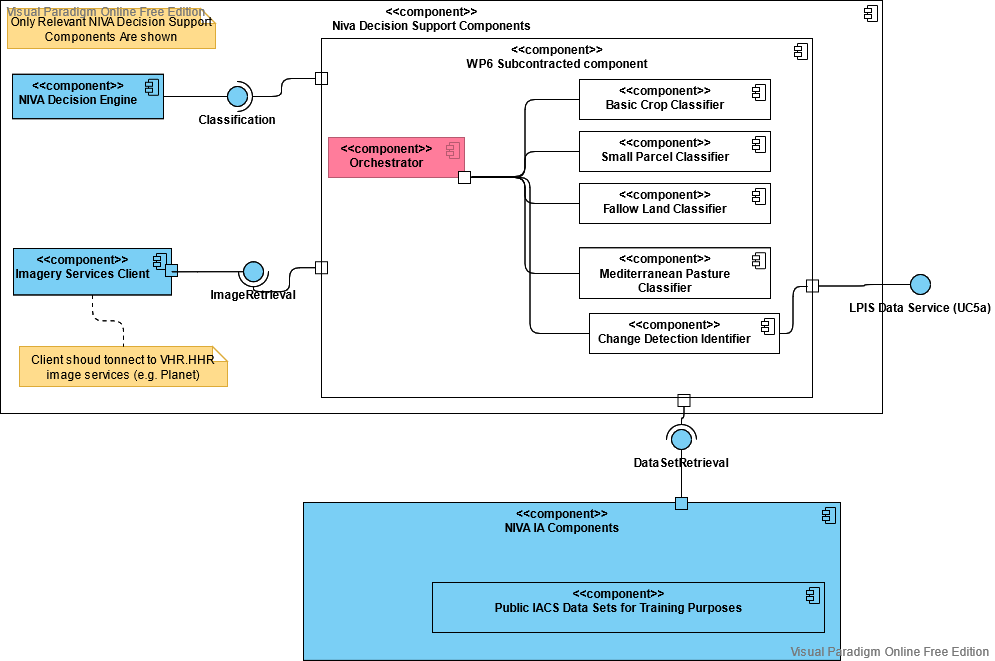 Visual Paradigm Online Free Edition
Only Relevant NIVA Decision Support
Components Are shown
<<component>>
Niva Decision Support Components
<<component>>
WP6 Subcontracted component
<<component>>
NIVA Decision Engine
Classification
<<component>>
Basic Crop Classifier
<<component>>
Small Parcel Classifier
<<component>>
Orchestrator
<<component>>
Fallow Land Classifier
<<component>>
Imagery Services Client
ImageRetrieval
<<component>>
Mediterranean Pasture
Classifier
LPIS Data Service (UC5a)
<<component>>
Change Detection Identifier
Client shoud tonnect to VHR.HHR
image services (e.g. Planet)
DataSetRetrieval
<<component>>
NIVA IA Components
<<component>>
Public IACS Data Sets for Training Purposes
Visual Paradigm Online Free Edition